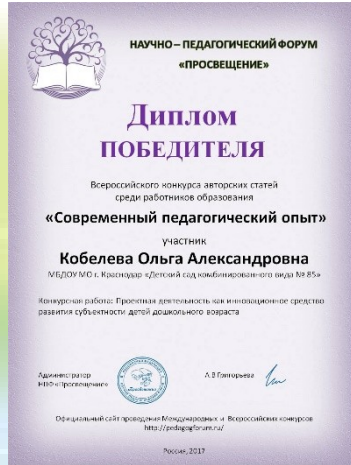 НАУЧНО – ПЕДАГОГИЧЕСКИЙ ФОРУМ
«ПРОСВЕЩЕНИЕ»
Диплом
ПОБЕДИТЕЛЯ
Всероссийского конкурса авторских статей
среди работников образования
«Современный педагогический опыт»
участник
Кобелева Ольга Александровна
МБДОУ МО г. Краснодар «Детский сад комбинированного вида № 85»
Конкурсная работа: Проектная деятельность как инновационное средство
развития субъектности детей дошкольного возраста
Администратор
НПФ «Просвещение»
А.В
Официальный сайт проведения Международных и Всероссийских конкурсов
http://pedagogforum.ru/
Россия, 2017